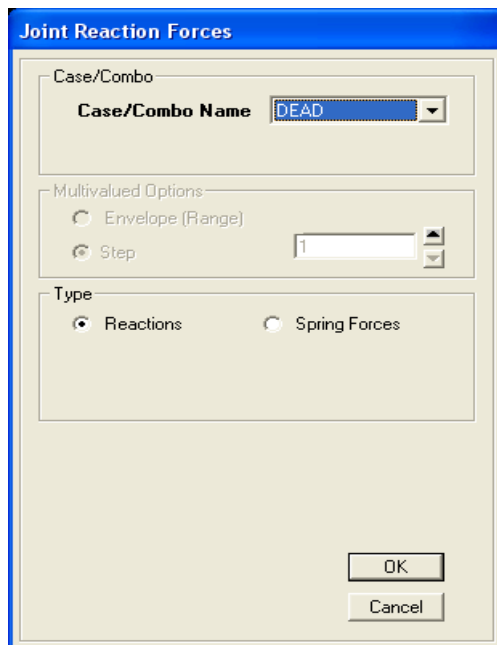 Joint Reaction Forces
Case/Combo
Case/Combo Name DEAD
Multivalued Options
Envelope (Range)
Step 1
Type
Reactions Spring Forces
OK
Cancel